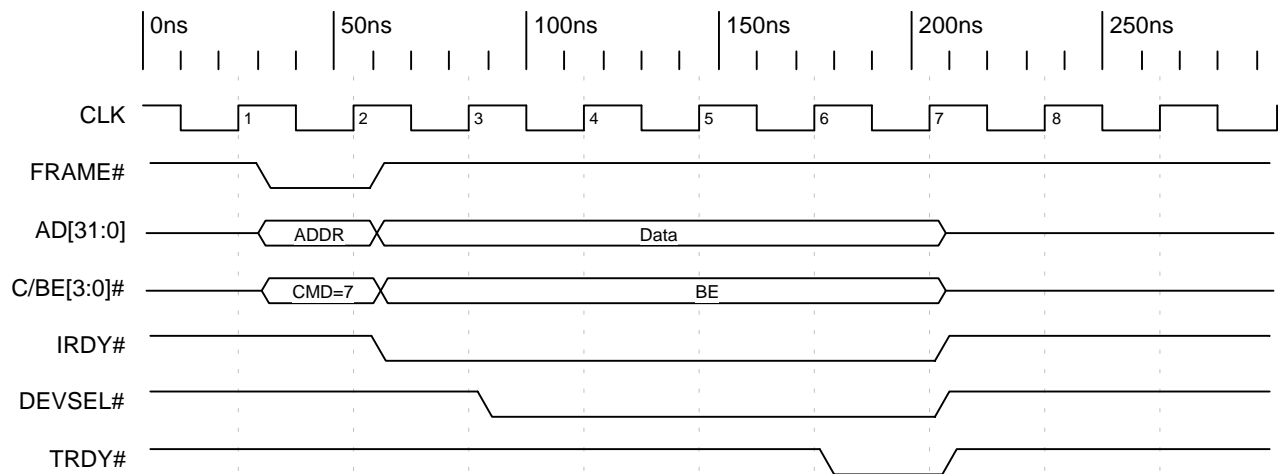 0ns 50ns 100ns 150ns 200ns 250ns
CLK 1 2 3 4 5 6 7 8
FRAME#
AD[31:0] ADDR Data
C/BE[3:0]# CMD=7 BE
IRDY#
DEVSEL#
TRDY#